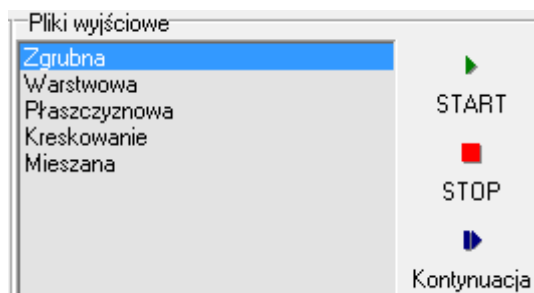 Pliki wyjściowe
Zgrubna
Warstwowa
Płaszczyznowa
Kreskowanie
Mieszana
START
STOP
Kontynuacja